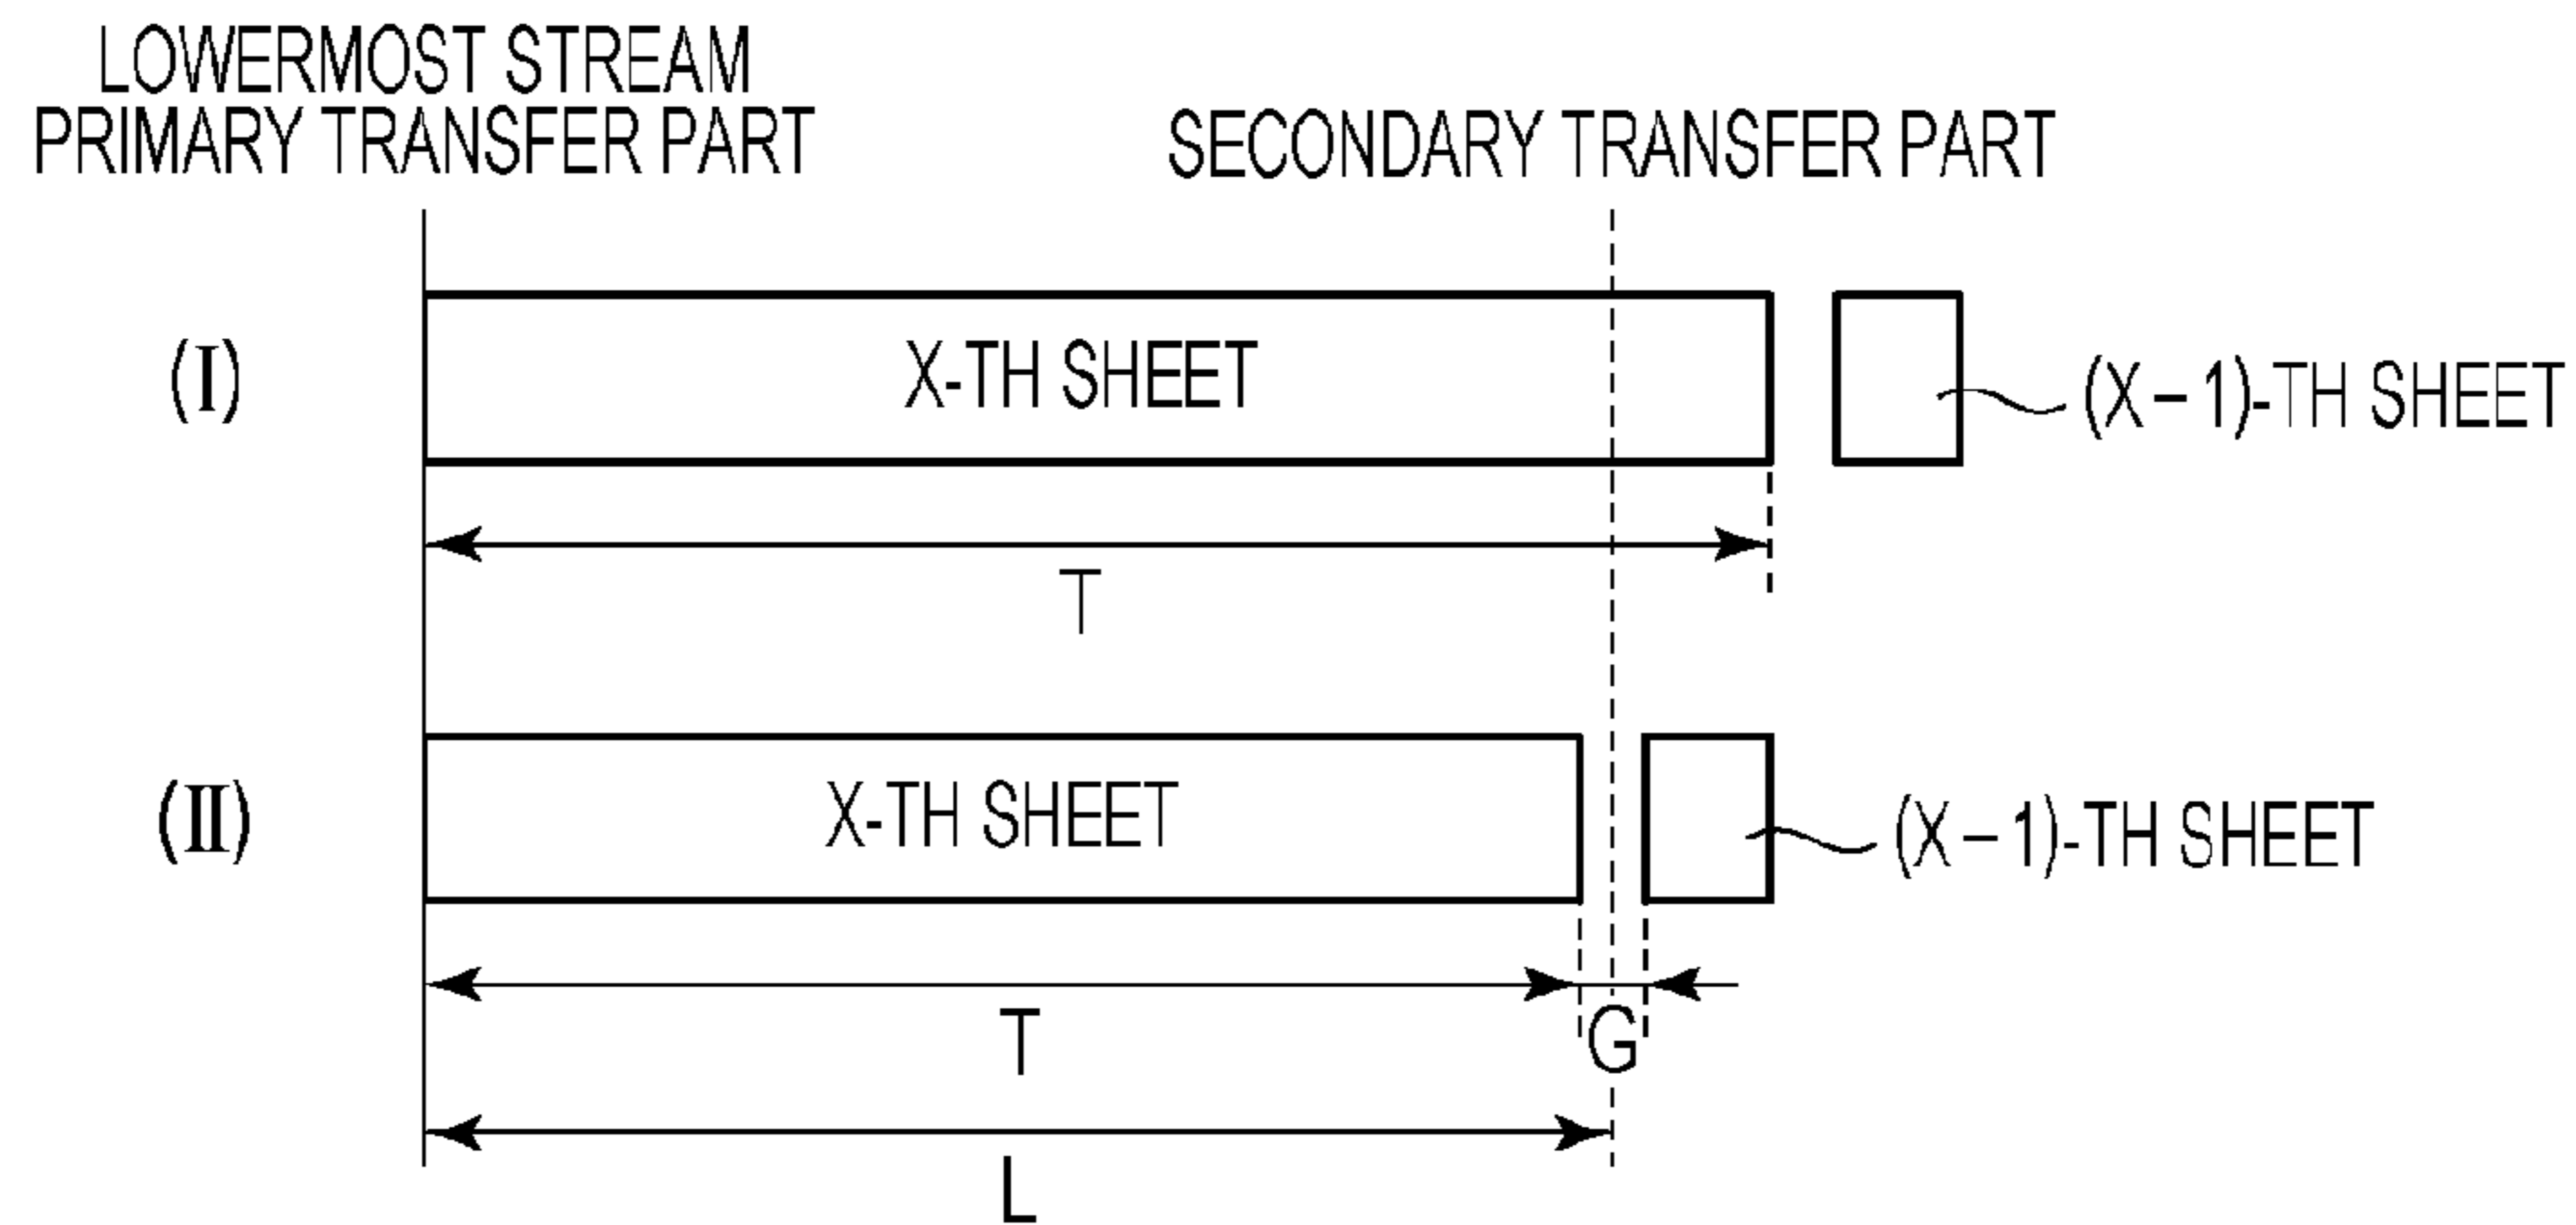 LOWERMOST STREAM
PRIMARY TRANSFER PART
SECONDARY TRANSFER PART
(I)
X-TH SHEET
(X – 1)-TH SHEET
T
(II)
X-TH SHEET
(X – 1)-TH SHEET
T
G
L